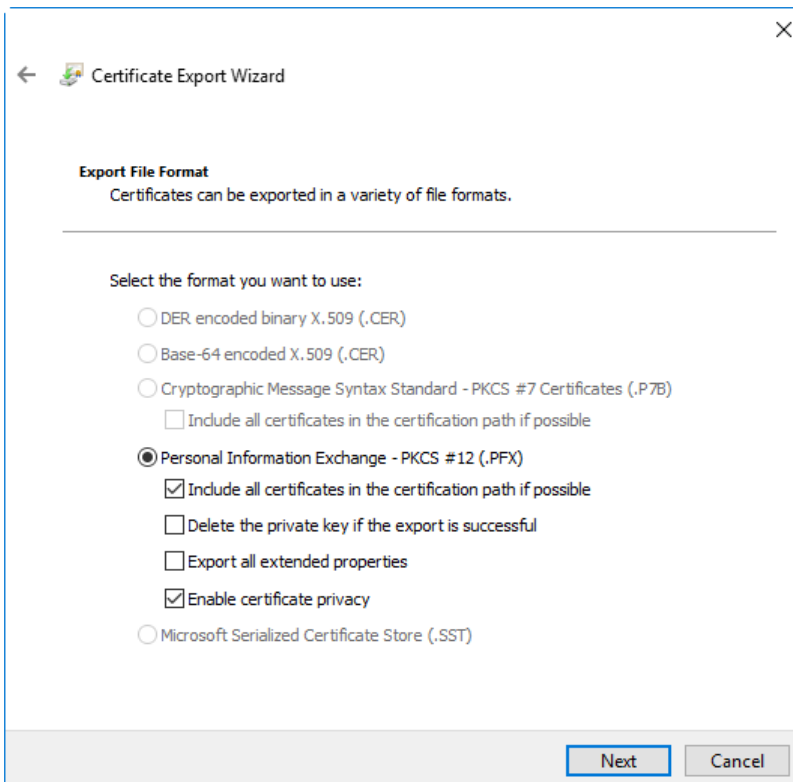 Certificate Export Wizard
Export File Format
Certificates can be exported in a variety of file formats.
Select the format you want to use:
DER encoded binary X.509 (.CER)
Base-64 encoded X.509 (.CER)
Cryptographic Message Syntax Standard - PKCS #7 Certificates (.P7B)
Include all certificates in the certification path if possible
Personal Information Exchange - PKCS #12 (.PFX)
Include all certificates in the certification path if possible
Delete the private key if the export is successful
Export all extended properties
Enable certificate privacy
Microsoft Serialized Certificate Store (.SST)
Next Cancel